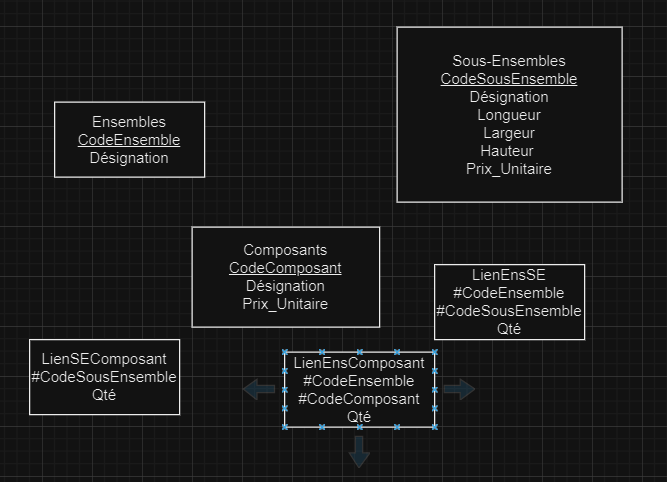 Sous-Ensembles
CodeSousEnsemble
Désignation
Longueur
Largeur
Hauteur
Prix_Unitaire
Ensembles
CodeEnsemble
Désignation
Composants
CodeComposant
Désignation
Prix_Unitaire
LienEnsSE
#CodeEnsemble
#CodeSousEnsemble
Qté
LienSEComposant
#CodeSousEnsemble
Qté
LienEnsComposant
#CodeEnsemble
#CodeComposant
Qté